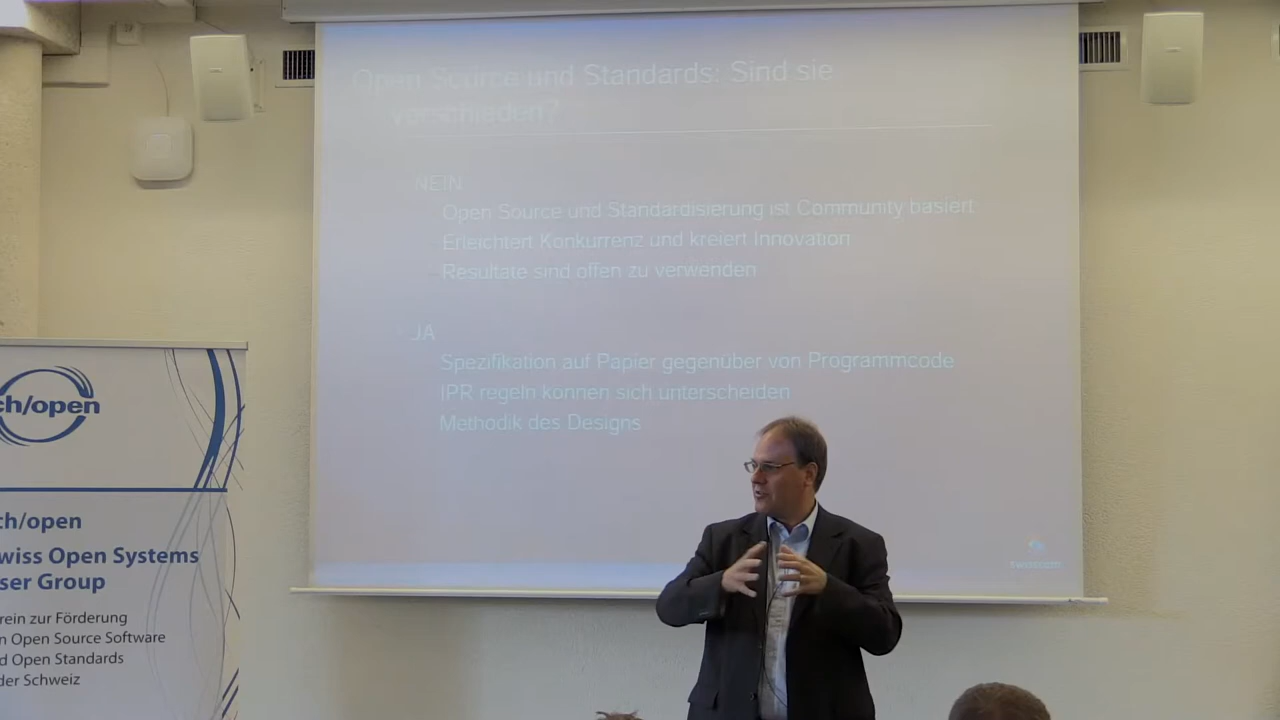 Open Source und Standards: Sind sie
verschieden?
NEIN
Open Source und Standardisierung ist Community basiert
Erleichtert Konkurrenz und kreiert Innovation
Resultate sind offen zu verwenden
JA
Spezifikation auf Papier gegenüber von Programmcode
IPR regeln können sich unterscheiden
Methodik des Designs
swisscom
ch/open
ch/open
wiss Open Systems
ser Group
rein zur Förderung
n Open Source Software
d Open Standards
der Schweiz